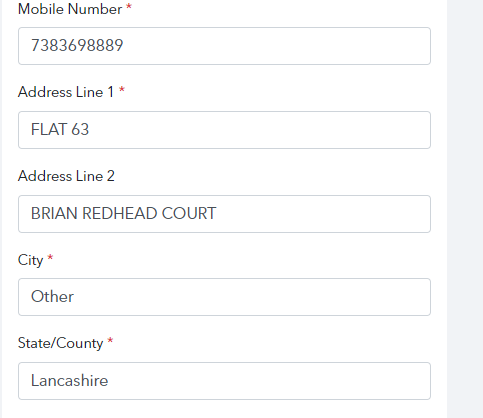 Mobile Number *
7383698889
Address Line 1 *
FLAT 63
Address Line 2
BRIAN REDHEAD COURT
City *
Other
State/County *
Lancashire